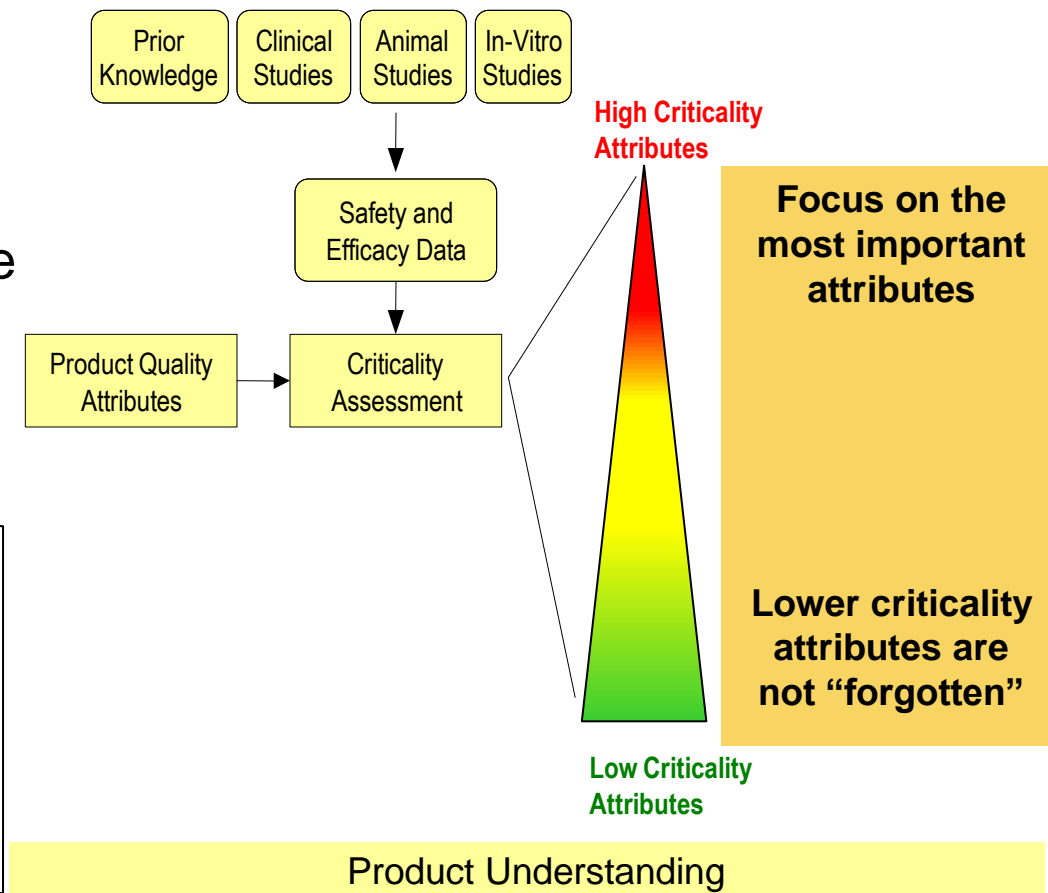 Prior
Knowledge
Clinical
Studies
Animal
Studies
In-Vitro
Studies
High Criticality
Attributes
Safety and
Efficacy Data
Focus on the
most important
attributes
e
Product Quality
Attributes
Criticality
Assessment
Lower criticality
attributes are
not “forgotten”
Low Criticality
Attributes
Product Understanding